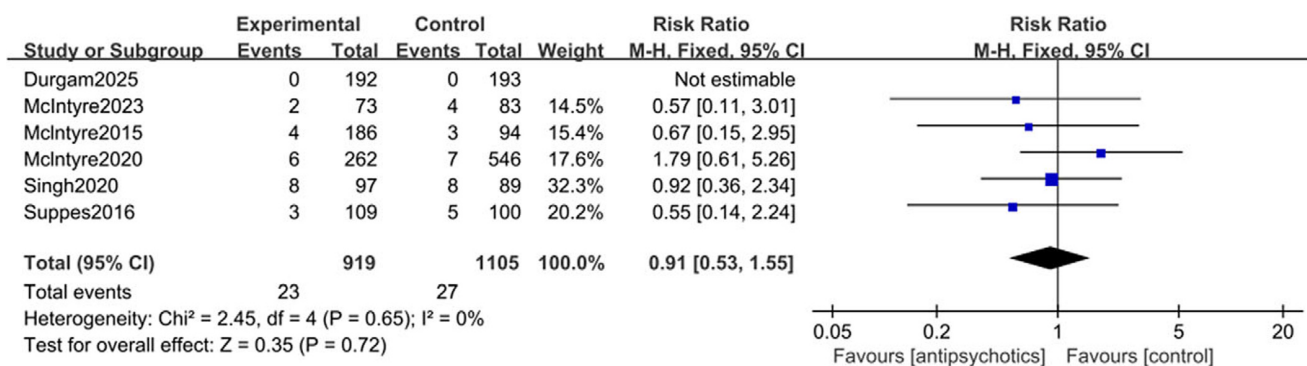 Experimental Control Risk Ratio Risk Ratio
Study or Subgroup Events Total Events Total Weight M-H, Fixed, 95% CI M-H, Fixed, 95% CI
Durgam2025 0 192 0 193 Not estimable
McIntyre2023 2 73 4 83 14.5% 0.57 [0.11, 3.01]
McIntyre2015 4 186 3 94 15.4% 0.67 [0.15, 2.95]
McIntyre2020 6 262 7 546 17.6% 1.79 [0.61, 5.26]
Singh2020 8 97 8 89 32.3% 0.92 [0.36, 2.34]
Suppes2016 3 109 5 100 20.2% 0.55 [0.14, 2.24]
Total (95% CI) 919 1105 100.0% 0.91 [0.53, 1.55]
Total events 23 27
Heterogeneity: Chi² = 2.45, df = 4 (P = 0.65); I² = 0%
Test for overall effect: Z = 0.35 (P = 0.72)
0.05 0.2 1 5 20
Favours [antipsychotics] Favours [control]